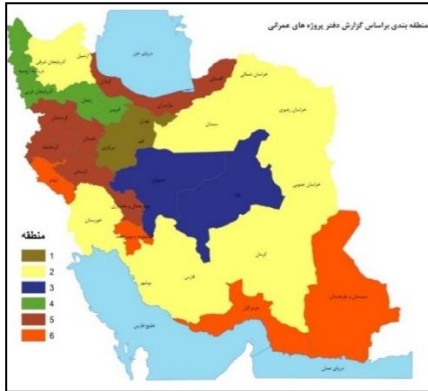 منطقه بندی براساس گزارش دفتر پروژه های عمرانی
دریای خزر
اردبیل
آذربایجان شرقی
آذربایجان غربی
گیلان
گلستان
خراسان شمالی
مازندران
زنجان
قزوین
تهران
سمنان
خراسان رضوی
کردستان
همدان
قم
مرکزی
کرمانشاه
لرستان
ایلام
اصفهان
یزد
خراسان جنوبی
خوزستان
کرمان
فارس
بوشهر
سیستان و بلوچستان
هرمزگان
خلیج فارس
دریای عمان
منطقه
1
2
3
4
5
6